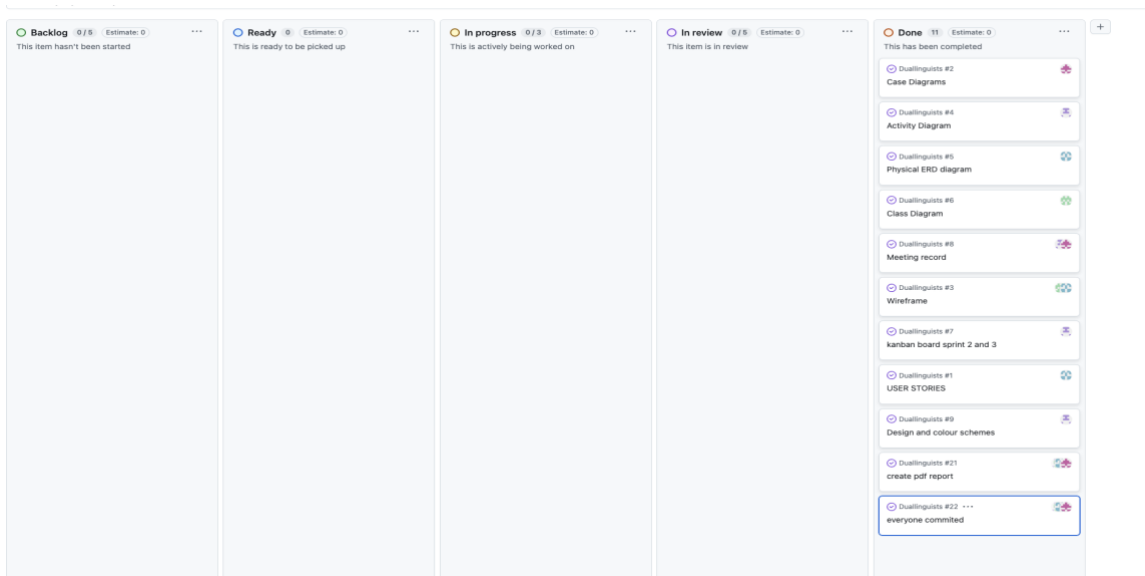 Backlog 0 / 5 Estimate: 0 ...
This item hasn't been started
Ready 0 Estimate: 0 ...
This is ready to be picked up
In progress 0 / 3 Estimate: 0 ...
This is actively being worked on
In review 0 / 5 Estimate: 0 ...
This item is in review
Done 11 Estimate: 0 ...
This has been completed
Duallinguists #2
Case Diagrams
Duallinguists #4
Activity Diagram
Duallinguists #5
Physical ERD diagram
Duallinguists #6
Class Diagram
Duallinguists #8
Meeting record
Duallinguists #3
Wireframe
Duallinguists #7
kanban board sprint 2 and 3
Duallinguists #1
USER STORIES
Duallinguists #9
Design and colour schemes
Duallinguists #21
create pdf report
Duallinguists #22 ...
everyone commited
+